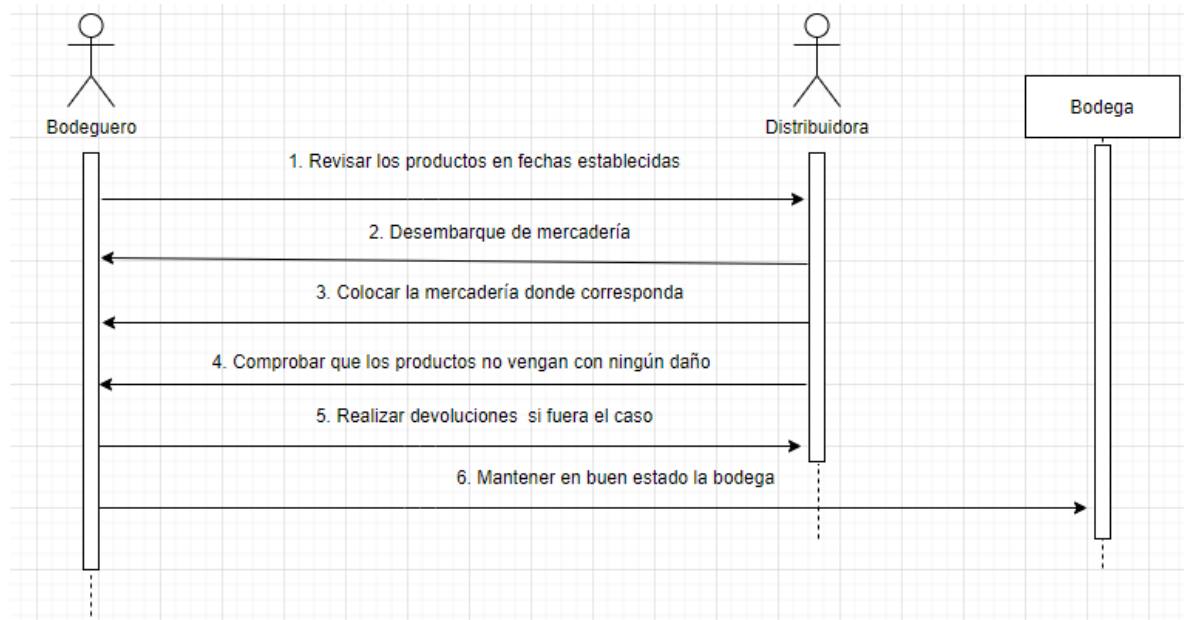 Bodeguero
Distribuidora
Bodega
1. Revisar los productos en fechas establecidas
2. Desembarque de mercadería
3. Colocar la mercadería donde corresponda
4. Comprobar que los productos no vengan con ningún daño
5. Realizar devoluciones  si fuera el caso
6. Mantener en buen estado la bodega